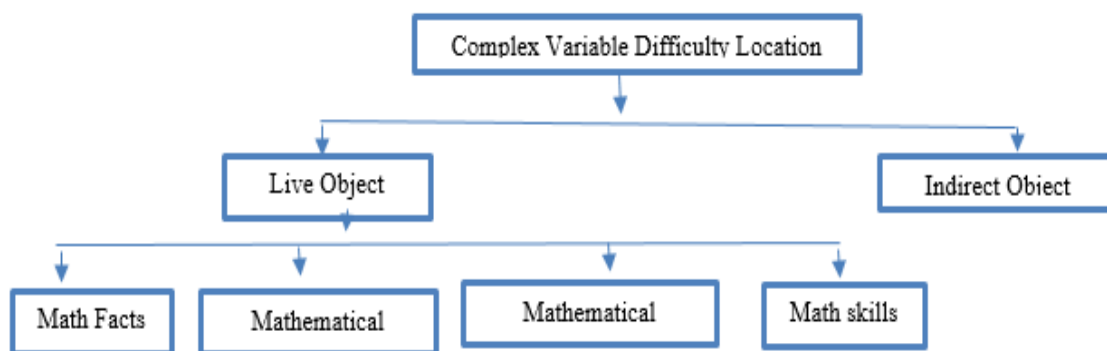 Complex Variable Difficulty Location
Live Object
Indirect Object
Math Facts
Mathematical
Mathematical
Math skills